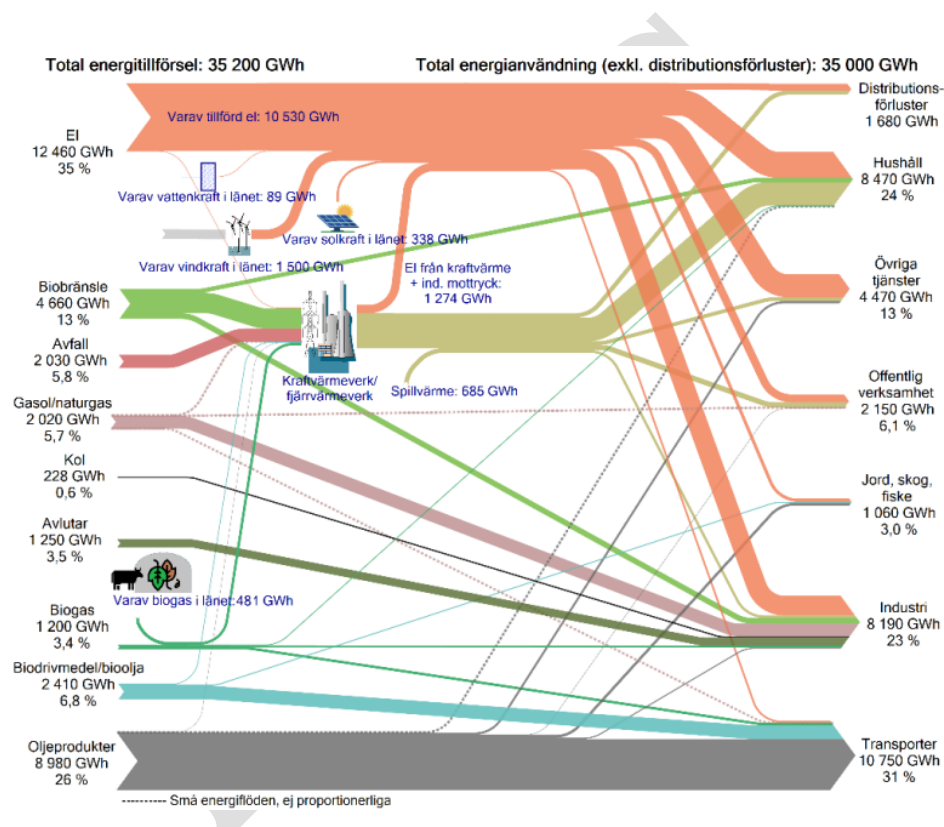 Total energitillförsel: 35 200 GWh
Total energianvändning (exkl. distributionsförluster): 35 000 GWh
El
12 460 GWh
35 %
Varav tillförd el: 10 530 GWh
Varav vattenkraft i länet: 89 GWh
Varav solkraft i länet: 338 GWh
Varav vindkraft i länet: 1 500 GWh
El från kraftvärme
+ ind. mottryck:
1 274 GWh
Biobränsle
4 660 GWh
13 %
Avfall
2 030 GWh
5,8 %
Kraftvärmeverk/
fjärrvärmeverk
Spillvärme: 685 GWh
Gasol/naturgas
2 020 GWh
5,7 %
Kol
228 GWh
0,6 %
Avlutar
1 250 GWh
3,5 %
Varav biogas i länet:481 GWh
Biogas
1 200 GWh
3,4 %
Biodrivmedel/bioolja
2 410 GWh
6,8 %
Oljeprodukter
8 980 GWh
26 %
Distributions-
förluster
1 680 GWh
Hushåll
8 470 GWh
24 %
Övriga
tjänster
4 470 GWh
13 %
Offentlig
verksamhet
2 150 GWh
6,1 %
Jord, skog,
fiske
1 060 GWh
3,0 %
Industri
8 190 GWh
23 %
Transporter
10 750 GWh
31 %
---------- Små energiflöden, ej proportionerliga